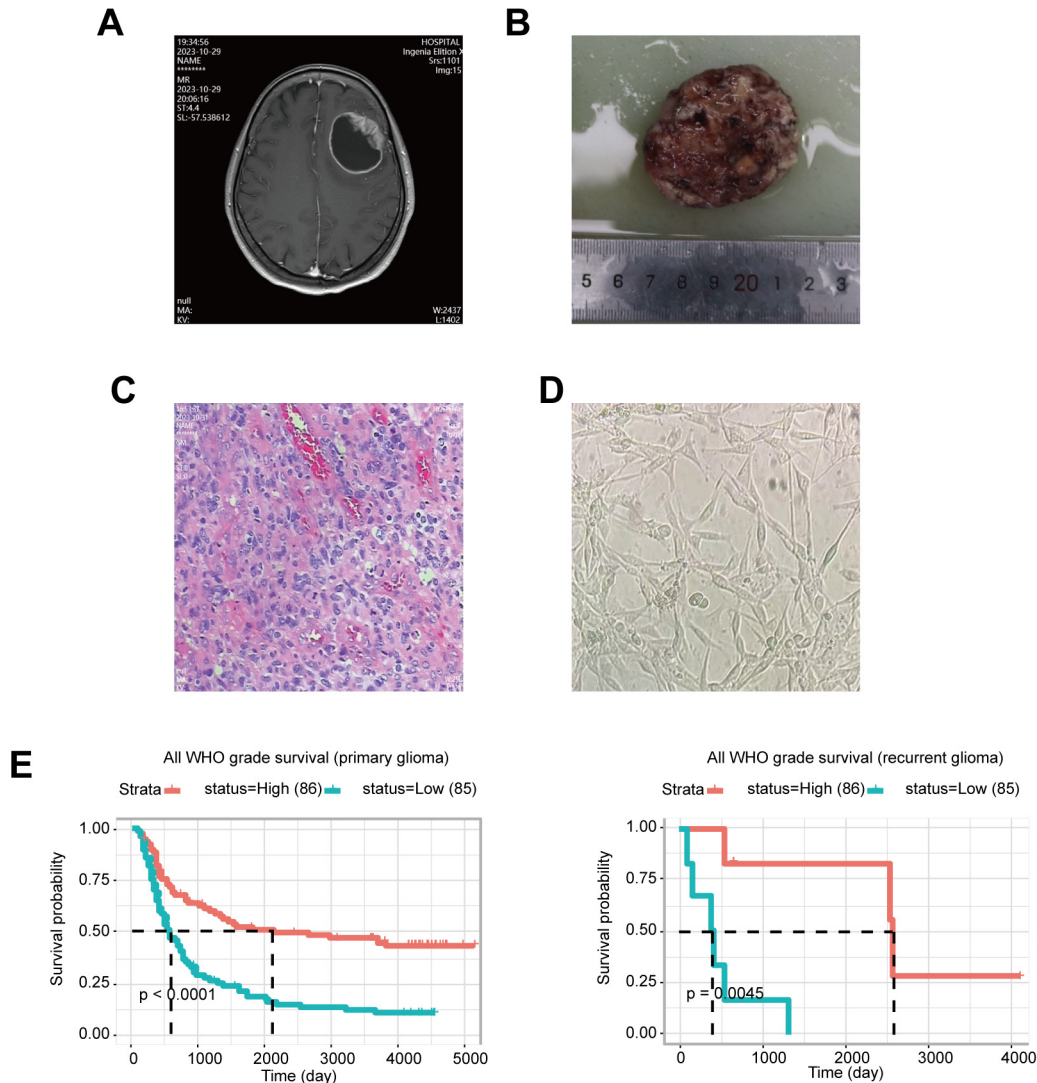 A
19:34:56
2023-10-29
NAME
********
MR
2023-10-29
20:06:16
ST:4.4
SL:-57.538612
HOSPITAL
Ingenia Elition X
Srs:1101
Img:15
null
MA:
KV:
W:2437
L:1402
B
5 6 7 8 9 20 1 2 3
C
NAME
D
E
All WHO grade survival (primary glioma)
Strata status=High (86) status=Low (85)
Survival probability
1.00
0.75
0.50
0.25
0.00
p < 0.0001
0 1000 2000 3000 4000 5000
Time (day)
All WHO grade survival (recurrent glioma)
Strata status=High (86) status=Low (85)
Survival probability
1.00
0.75
0.50
0.25
0.00
p = 0.0045
0 1000 2000 3000 4000
Time (day)